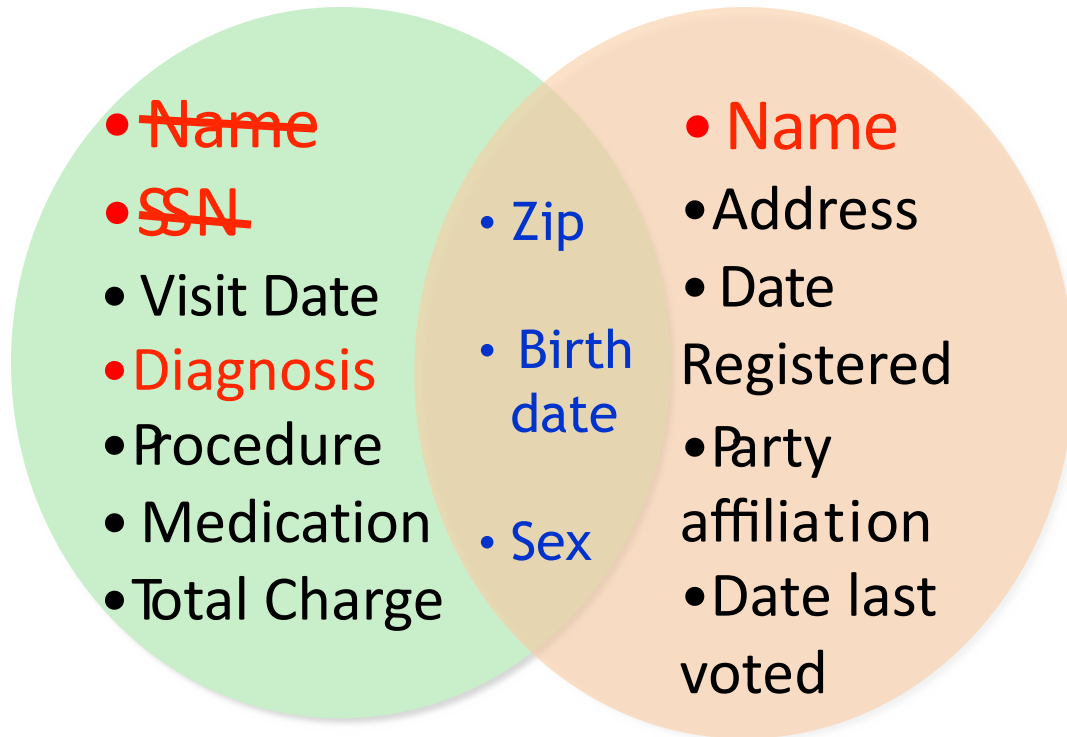 • Name
• SSN
• Visit Date
•Diagnosis
•Procedure
• Medication
•Total Charge
• Zip
• Birth
date
• Sex
• Name
•Address
• Date
Registered
•Party
affiliation
•Date last
voted